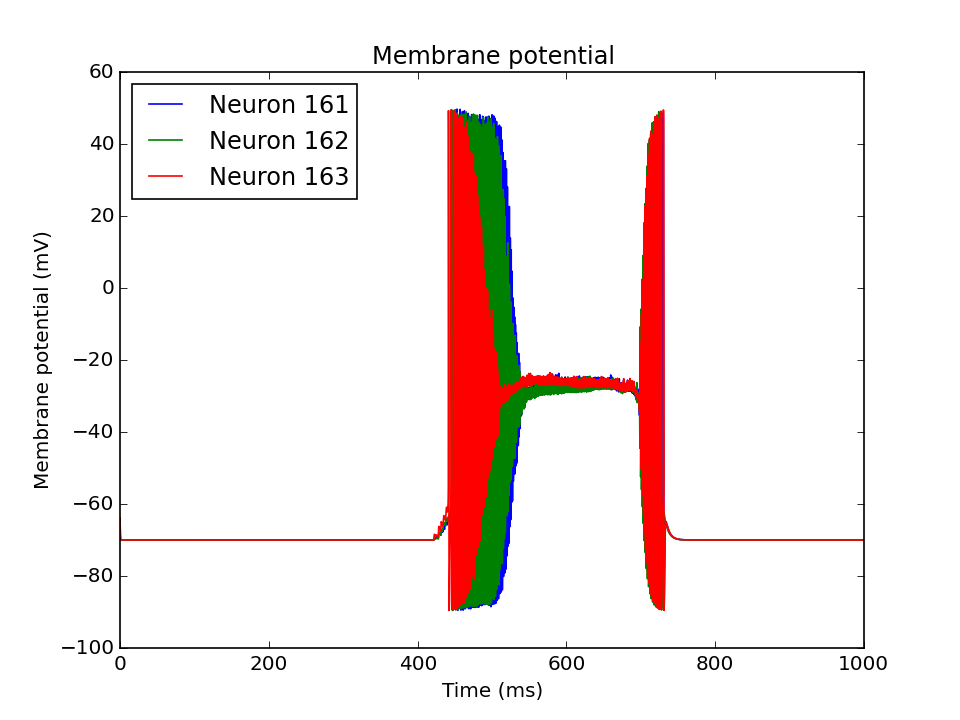 Membrane potential
60
40
20
0
−20
−40
−60
−80
−100
Membrane potential (mV)
Neuron 161
Neuron 162
Neuron 163
0 200 400 600 800 1000
Time (ms)